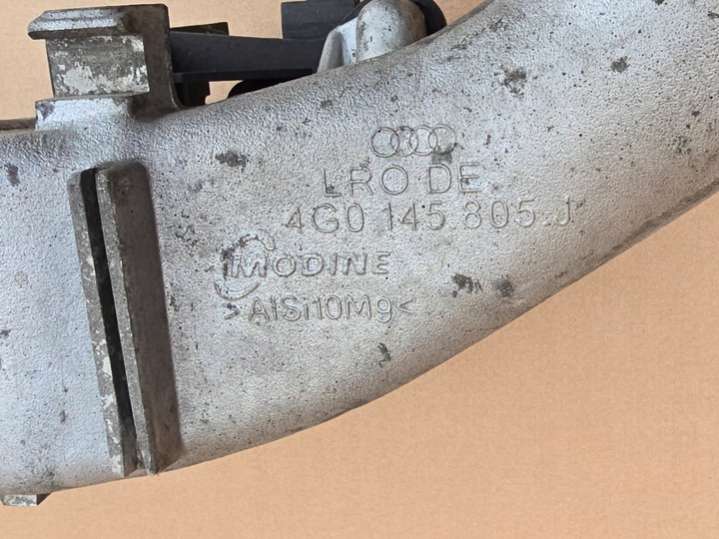 LRO DE
4G0 145 805 J
MODINE
>AlSi10Mg<